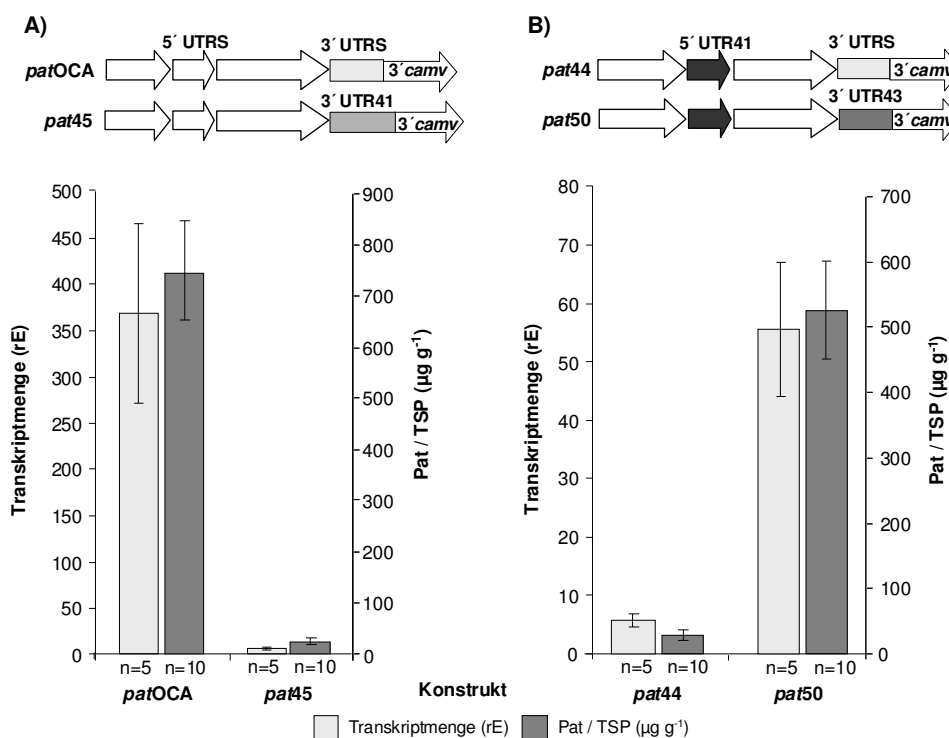 A)
5´ UTRS 3´ UTRS
patOCA 3´camv
3´ UTR41
pat45 3´camv
500
450
400
350
300
250
200
150
100
50
0
Transkriptmenge (rE)
900
800
700
600
500
400
300
200
100
0
Pat / TSP (µg g-1)
n=5 n=10 n=5 n=10
patOCA pat45
B)
5´ UTR41 3´ UTRS
pat44 3´camv
3´ UTR43
pat50 3´camv
80
70
60
50
40
30
20
10
0
Transkriptmenge (rE)
700
600
500
400
300
200
100
0
Pat / TSP (µg g-1)
n=5 n=10 n=5 n=10
pat44 pat50
Konstrukt
Transkriptmenge (rE) Pat / TSP (µg g-1)